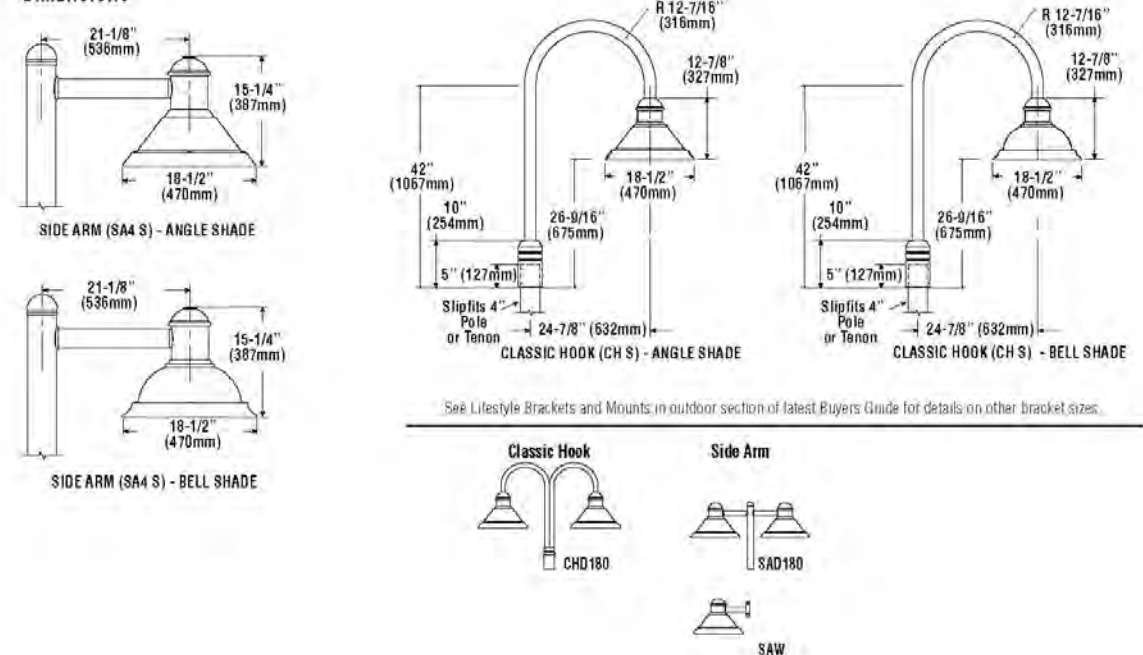 21-1/8"
(536mm)
15-1/4"
(387mm)
18-1/2"
(470mm)
SIDE ARM (SA4 S) - ANGLE SHADE
21-1/8"
(536mm)
15-1/4"
(387mm)
18-1/2"
(470mm)
SIDE ARM (SA4 S) - BELL SHADE
R 12-7/16"
(316mm)
12-7/8"
(327mm)
42"
(1067mm)
18-1/2"
(470mm)
10"
(254mm)
26-9/16"
(675mm)
5" (127mm)
Slipfits 4"
Pole
or Tenon
24-7/8" (632mm)
CLASSIC HOOK (CH S) - ANGLE SHADE
R 12-7/16"
(316mm)
12-7/8"
(327mm)
42"
(1067mm)
18-1/2"
(470mm)
10"
(254mm)
26-9/16"
(675mm)
5" (127mm)
Slipfits 4"
Pole
or Tenon
24-7/8" (632mm)
CLASSIC HOOK (CH S) - BELL SHADE
See Lifestyle Brackets and Mounts in outdoor section of latest Buyers Guide for details on other bracket sizes.
Classic Hook
Side Arm
CHD180
SAD180
SAW